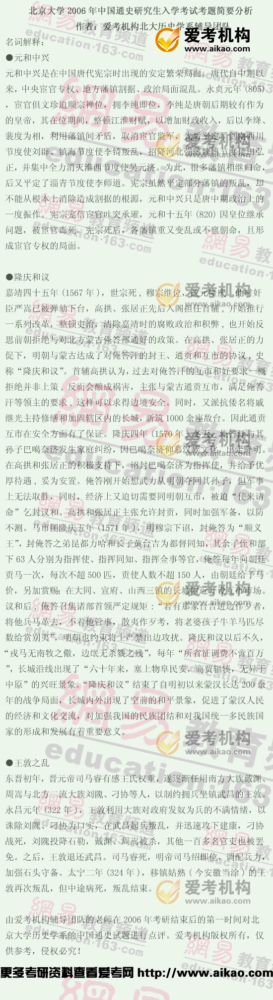 北京大学 2006 年中国通史研究生入学考试考题简要分析
作者：爱考机构北大历史学系辅导团队
爱考机构
www.aikao.com
名词解释：
●元和中兴
元和中兴是在中国唐代宪宗时出现的安定繁荣局面。唐代自中期以
来，中央宦官专权、地方藩镇割据、政治局面混乱。永贞元年 (805)
，宦官俱文珍迫顺宗禅位，拥李纯即位，李纯是唐朝后期较有作为
的皇帝，其在位期间，整顿江淮财赋，以增加财政收入，后以李绛、
裴度为相，利用藩镇间矛盾，取消宦官监军，先后平定了剑南西川
节度使刘辟、镇海节度使李锜叛乱，招降河北强藩魏博节度使田弘
正，并集中全力消灭淮西节度使吴元济。为此，很多藩镇相继归命，
后又平定了淄青节度使李师道。宪宗虽然平定部分藩镇的叛乱，却
不能从根本上消除造成割据的根源，元和中兴只是唐中期政治上的
一度振作。宪宗宠信宦官吐突承璀，元和十五年 (820) 因皇位继承
问题，被宦官毒死。宪宗死后，各藩镇重又变乱或不禀朝命，且形
成宦官专权的局面。
●隆庆和议
嘉靖四十五年 (1567 年)，世宗死，穆宗继位，改元隆庆。此时奸
臣严嵩已被弹劾下台，高拱、张居正先后入阁担任首辅，开始推行
一系列改革，整顿吏治，清除嘉靖时的腐败政治和积弊，也开始反
思前朝拒绝与对北方蒙古俺答部通好的政策。在高拱、张居正的力
促下，明朝与蒙古达成了对俺答汗的封王、通贡和互市的协议，史
称“隆庆和议”。首辅高拱认为，过去对俺答汗的互市和好要求一概
拒绝并非上策，反而会酿成祸害，主张与蒙古通贡互市，满足俺答
汗等领主的要求，这样可以求得边境安全。同时，又派抗倭名将戚
继光主持修缮和加固辖区内的长城，新筑 1000 余座敌台。因此通贡
互市在安全方面有了保证。隆庆四年 (1570 年) 冬天，俺答汗与其
孙子巴噶奈济发生家庭纠纷，因巴噶奈济仰慕汉族文化，出走降明。
在高拱和张居正的积极支持下，诏封巴噶奈济为指挥使，并给予优
厚待遇，妥为安置。俺答刚开始想武力从明朝夺回其孙子，但军事
上无法取胜，同时，经济上又迫切需要同明朝互市，被迫“使来请
命”乞封议和。高拱和张居正主张允许封贡，同时加强军备，以防
不测。马市图隆庆五年 (1571 年)，明穆宗下诏，封俺答为“顺义
王”，封俺答之弟昆都力哈和长子黄台吉为都督同知，其余子侄和部
下 63 人分别为指挥使、指挥同知、指挥佥事等官，俺答每年向朝廷
贡马一次，每次不超 500 匹，贡使人数不超 150 人，由朝廷给予马
价，另加赏赐；在大同、宣府、山西三镇的长城附近开设互市市场。
议和后，俺答召集诸部首领严定规矩：“若有那家台吉进边作歹者，
将他兵马革去，不着他管事，散夷作歹考，将老婆孩子牛羊马匹尽
数给赏别夷”，明朝也约束将士严禁出边攻扰。隆庆和议以后不久，
“戎马无南牧之儆，边氓无杀戮之残”，每年“所省征调费不啻百万
”，长城沿线出现了“六十年来，塞上物阜民安，商贾辐辏，无异于
中原”的兴旺景象。“隆庆和议”结束了自明初以来蒙汉长达 200 余
年的战争局面，长城内外出现了空前的和平景象，促进了蒙汉人民
的经济和文化交流，对加强我国的民族团结和对我国统一多民族国
家的形成和发展有着重要意义。
●王敦之乱
东晋初年，晋元帝司马睿有感王氏权重，遂逐渐任用南方大族戴渊、
周嵩与北方二流大族刘隗、刁协等人，以制约拥兵坐镇武昌的王敦。
永昌元年 (322 年)，王敦利用大族对政府发奴为兵的不满情绪，以
诛除刘隗、刁协为口实，在武昌起兵叛乱，并迅速攻下建康，刁协
战死，刘隗投降石勒，戴渊、周嵩被杀，其他一百多名官吏也被罢
免。之后，王敦退还武昌。司马睿死，明帝司马绍即位，调配兵力，
加强石头守备。太宁二年 (324 年)，移镇姑熟 (今安徽当涂) 的王
敦再次叛乱，但中途病死，叛乱结束。
由爱考机构辅导团队的老师在 2006 年考研结束后的第一时间对北
京大学历史学系的中国通史试题进行点评。爱考机构版权所有，仅
供参考，侵权必究！
更多考研资料查看爱考网 http://www.aikao.com